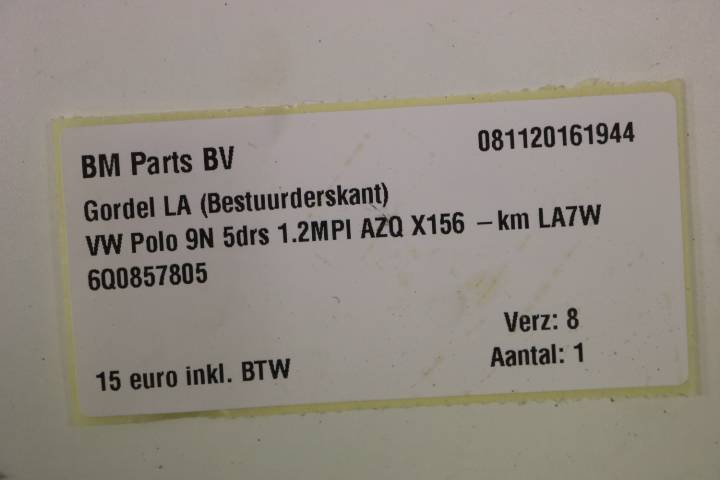 BM Parts BV 081120161944
Gordel LA (Bestuurderskant)
VW Polo 9N 5drs 1.2MPI AZQ X156 –km LA7W
6Q0857805
Verz: 8
15 euro inkl. BTW Aantal: 1